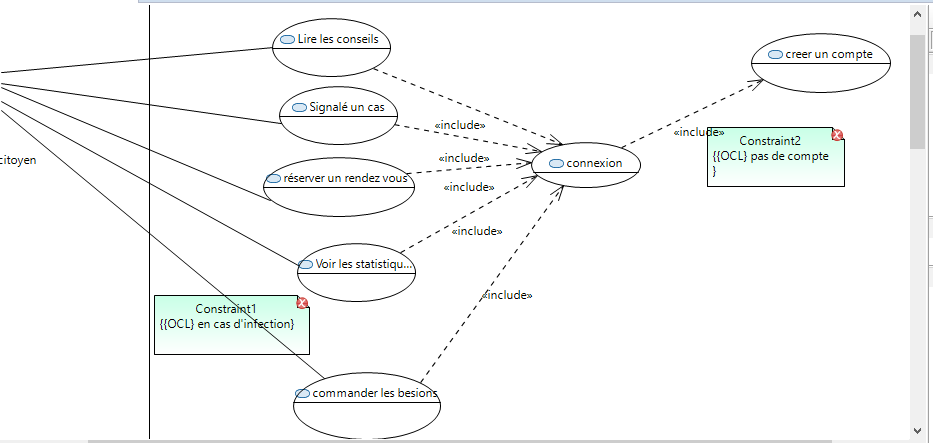 Lire les conseils
creer un compte
Signalé un cas
«include»
«include»
Constraint2
{{OCL} pas de compte
}
citoyen
«include»
connexion
réserver un rendez vous
«include»
«include»
Voir les statistiqu...
«include»
Constraint1
{{OCL} en cas d'infection}
commander les besions